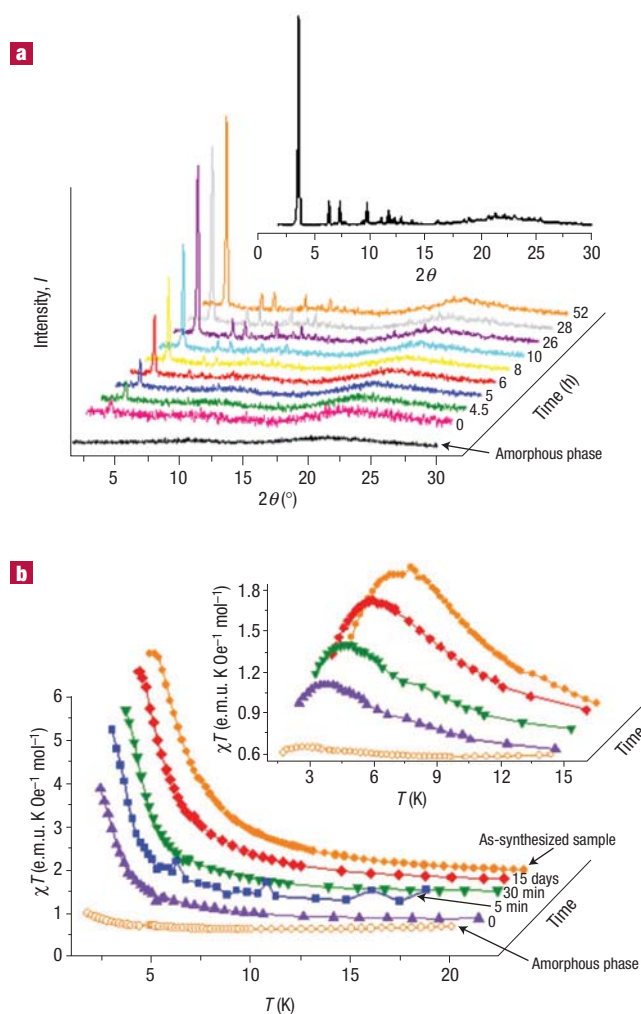 a
0 5 10 15 20 25 30
2θ
Intensity, I
52
28
26
10
8
6
5
4.5
0
Time (h)
Amorphous phase
5 10 15 20 25 30
2θ (°)
b
1.8
1.5
1.2
0.9
0.6
χT (e.m.u. K Oe⁻¹ mol⁻¹)
3 6 9 12 15
T (K)
Time
6
5
4
3
2
1
0
χT (e.m.u. K Oe⁻¹ mol⁻¹)
As-synthesized sample
15 days
30 min
5 min
0
Time
Amorphous phase
5 10 15 20
T (K)